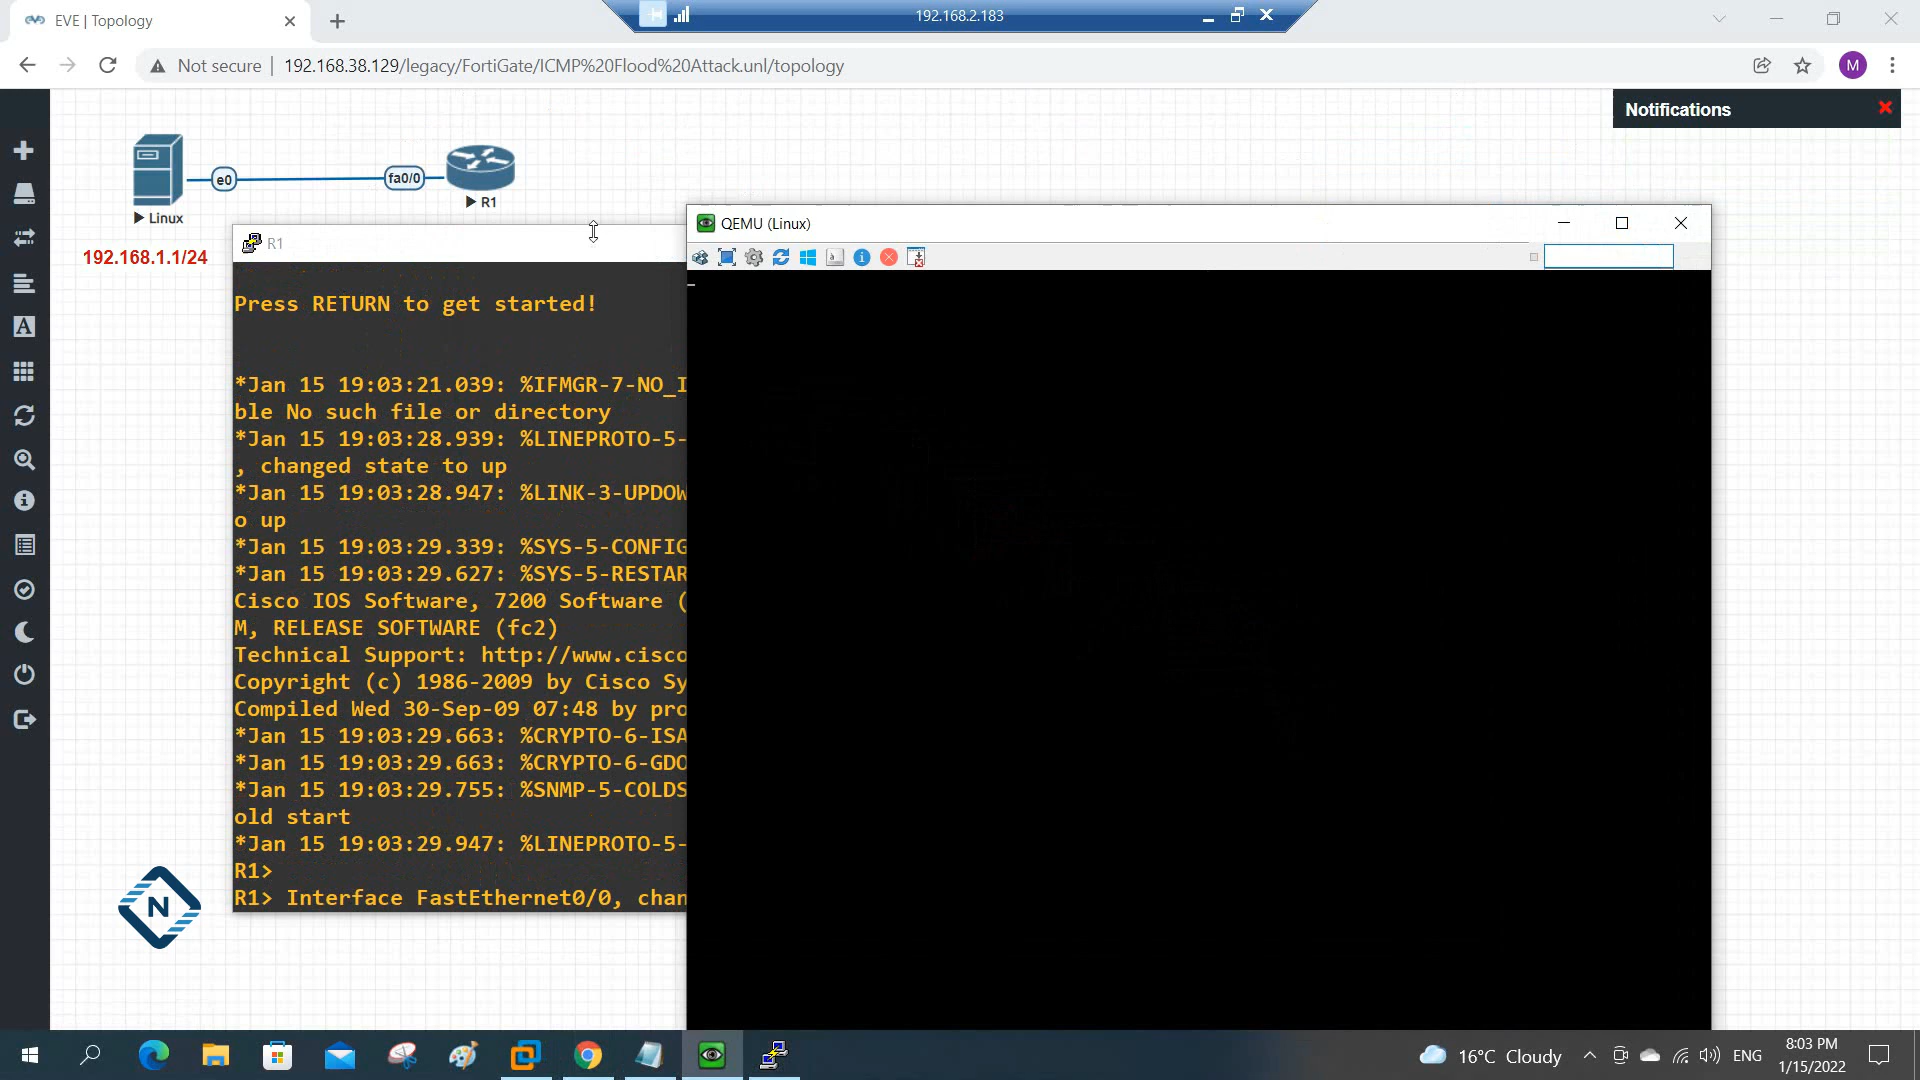 EVE | Topology
192.168.2.183
Not secure
192.168.38.129/legacy/FortiGate/ICMP%20Flood%20Attack.unl/topology
M
Notifications
e0
fa0/0
Linux
R1
192.168.1.1/24
R1
QEMU (Linux)
Press RETURN to get started!
*Jan 15 19:03:21.039: %IFMGR-7-NO_I
ble No such file or directory
*Jan 15 19:03:28.939: %LINEPROTO-5-
, changed state to up
*Jan 15 19:03:28.947: %LINK-3-UPDOW
o up
*Jan 15 19:03:29.339: %SYS-5-CONFIG
*Jan 15 19:03:29.627: %SYS-5-RESTAR
Cisco IOS Software, 7200 Software (
M, RELEASE SOFTWARE (fc2)
Technical Support: http://www.cisco
Copyright (c) 1986-2009 by Cisco Sy
Compiled Wed 30-Sep-09 07:48 by pro
*Jan 15 19:03:29.663: %CRYPTO-6-ISA
*Jan 15 19:03:29.663: %CRYPTO-6-GDO
*Jan 15 19:03:29.755: %SNMP-5-COLDS
old start
*Jan 15 19:03:29.947: %LINEPROTO-5-
R1>
R1> Interface FastEthernet0/0, chan
N
16°C Cloudy
ENG
8:03 PM
1/15/2022